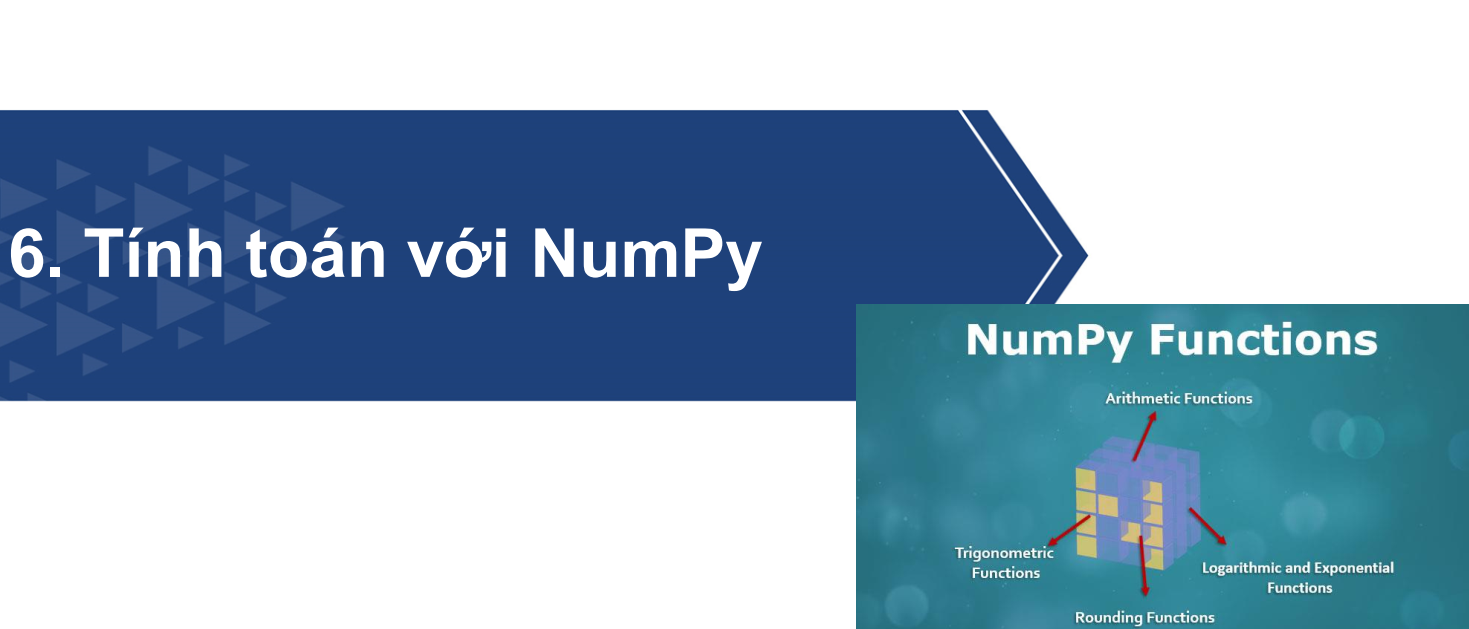 6. Tính toán với NumPy
NumPy Functions
Arithmetic Functions
Trigonometric
Functions
Logarithmic and Exponential
Functions
Rounding Functions